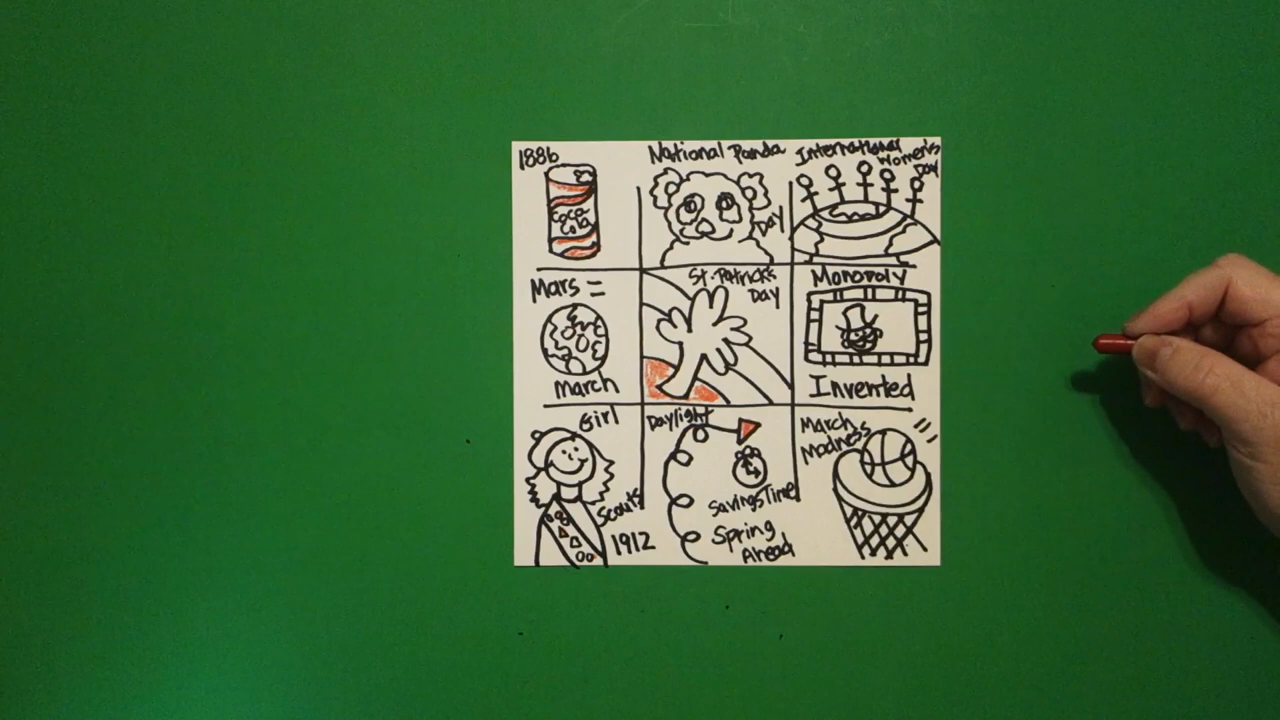 1886
Coca
Cola
National Panda
Day
International
Women's
Day
Mars =
March
St. Patrick's
Day
Monopoly
Invented
Girl
Scouts
1912
Daylight
Savings Time
Spring
Ahead
March
Madness